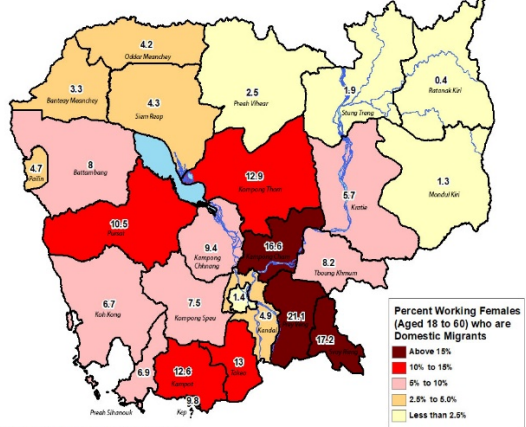 4.2
Oddar Meanchey
3.3
Banteay Meanchey
4.3
Siem Reap
2.5
Preah Vihear
1.9
Stung Treng
0.4
Ratanak Kiri
4.7
Pailin
8
Battambang
12.9
Kampong Thom
5.7
Kratie
1.3
Mondul Kiri
10.5
Pursat
9.4
Kampong
Chhnang
16.6
Kampong Cham
8.2
Tboung Khmum
6.7
Koh Kong
7.5
Kampong Speu
1.4
4.9
Kandal
21.1
17.2
6.9
Preah Sihanouk
12.6
Kampot
13
Takeo
9.8
Kep
Percent Working Females
(Aged 18 to 60) who are
Domestic Migrants
Above 15%
10% to 15%
5% to 10%
2.5% to 5.0%
Less than 2.5%